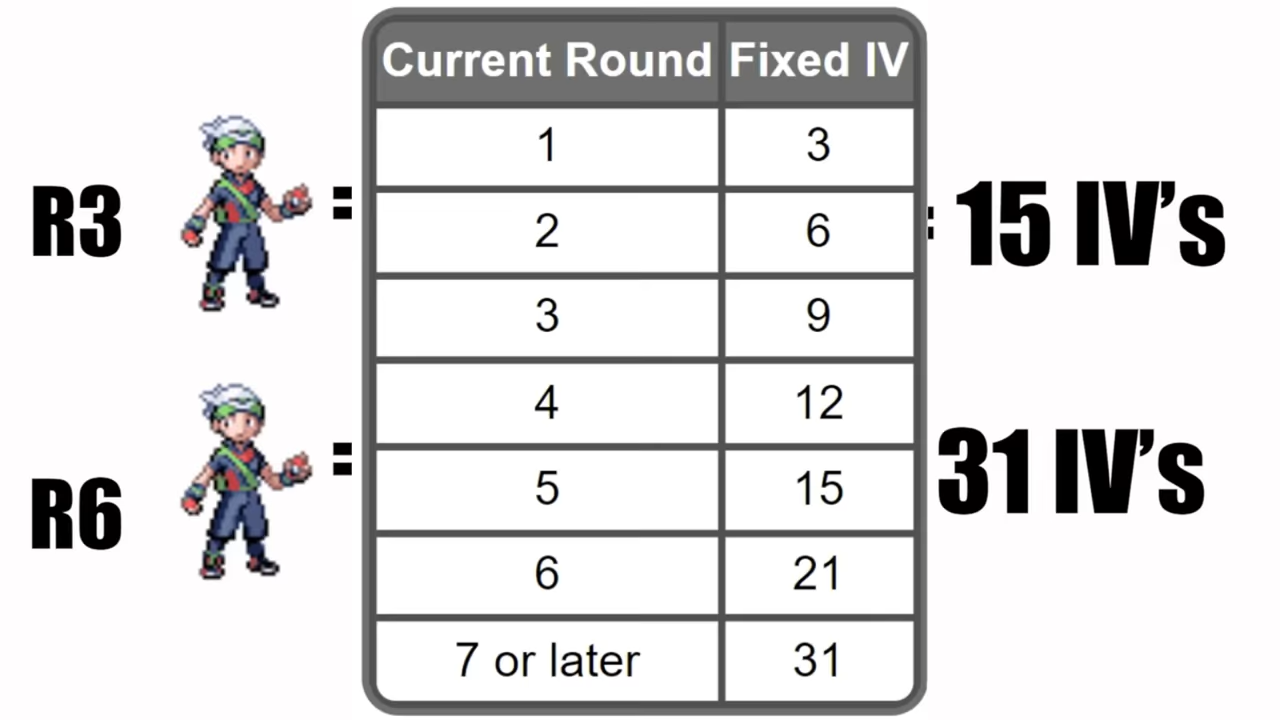 Current Round Fixed IV
1 3
2 6
3 9
4 12
5 15
6 21
7 or later 31
R3 = = 15 IV's
R6 = 31 IV's